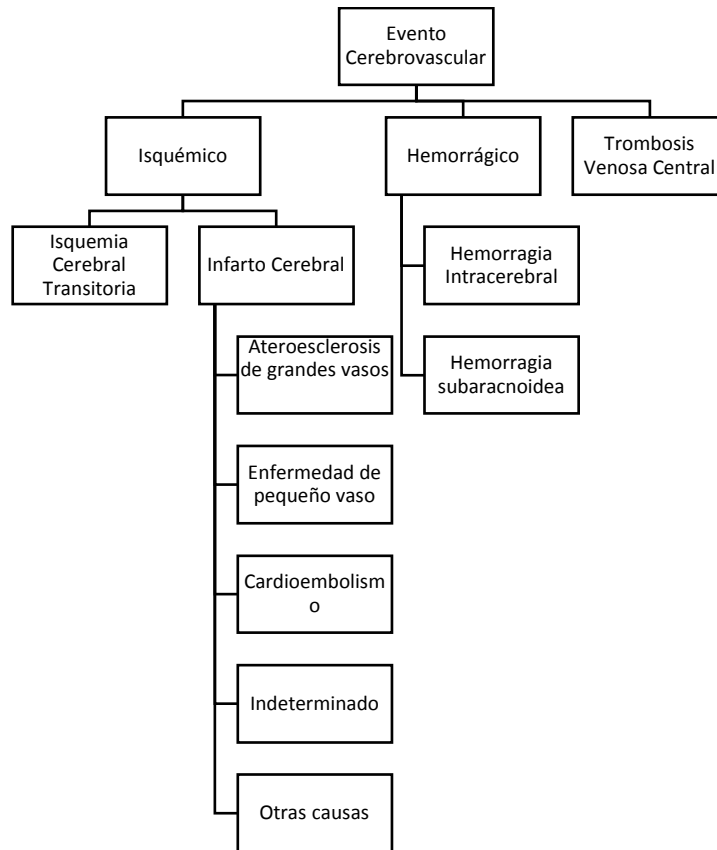 Evento
Cerebrovascular
Isquémico
Hemorrágico
Trombosis
Venosa Central
Isquemia
Cerebral
Transitoria
Infarto Cerebral
Hemorragia
Intracerebral
Ateroesclerosis
de grandes vasos
Hemorragia
subaracnoidea
Enfermedad de
pequeño vaso
Cardioembolism
o
Indeterminado
Otras causas